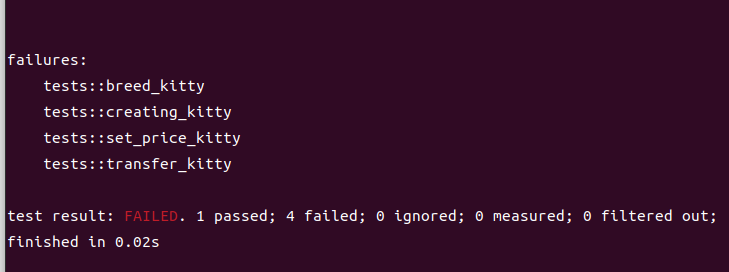 failures:
    tests::breed_kitty
    tests::creating_kitty
    tests::set_price_kitty
    tests::transfer_kitty
test result: FAILED. 1 passed; 4 failed; 0 ignored; 0 measured; 0 filtered out;
finished in 0.02s